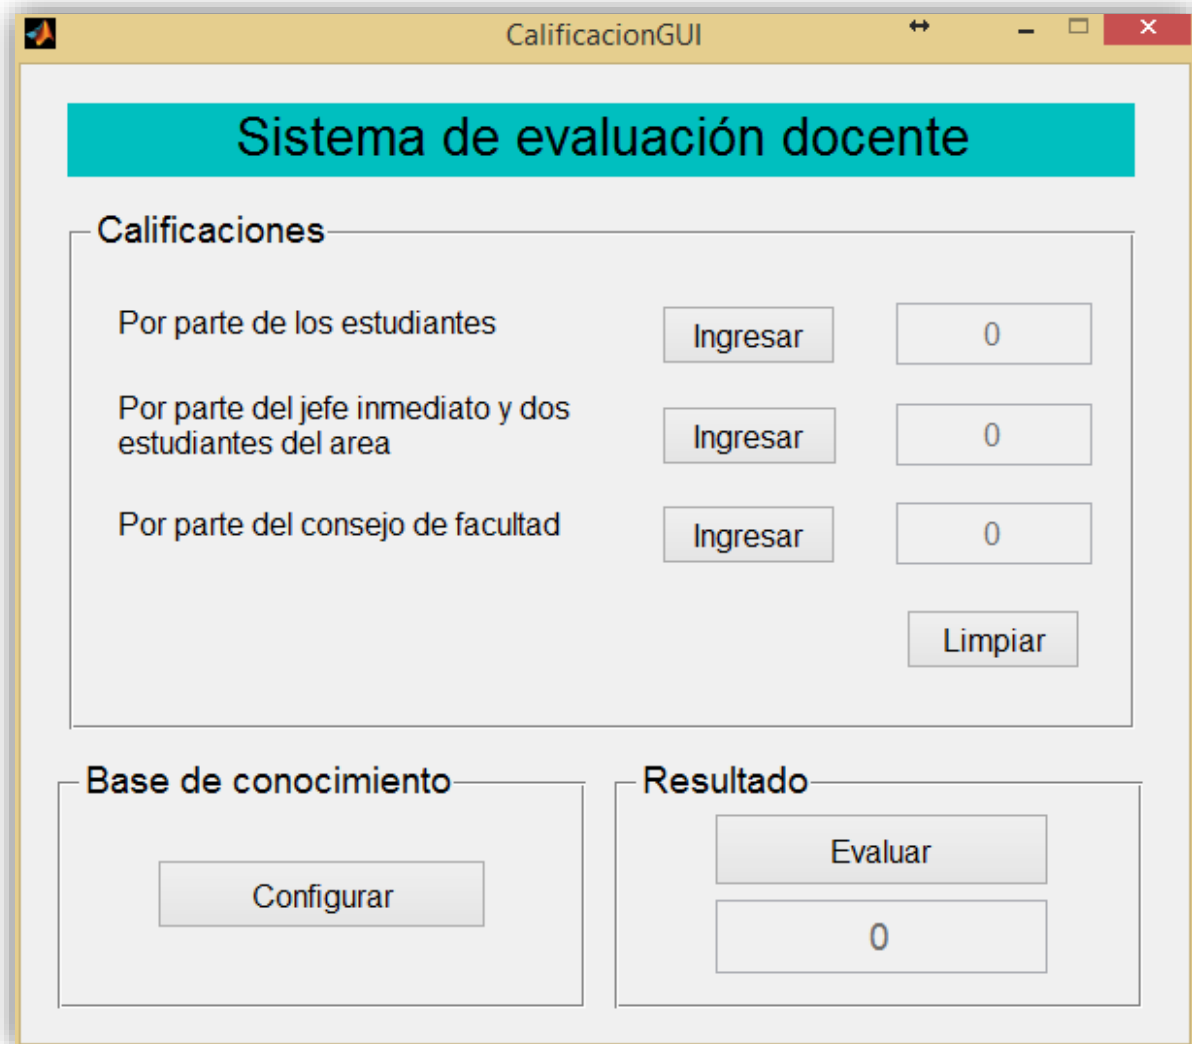 CalificacionGUI
Sistema de evaluación docente
Calificaciones
Por parte de los estudiantes
Ingresar
0
Por parte del jefe inmediato y dos
estudiantes del area
Ingresar
0
Por parte del consejo de facultad
Ingresar
0
Limpiar
Base de conocimiento
Configurar
Resultado
Evaluar
0